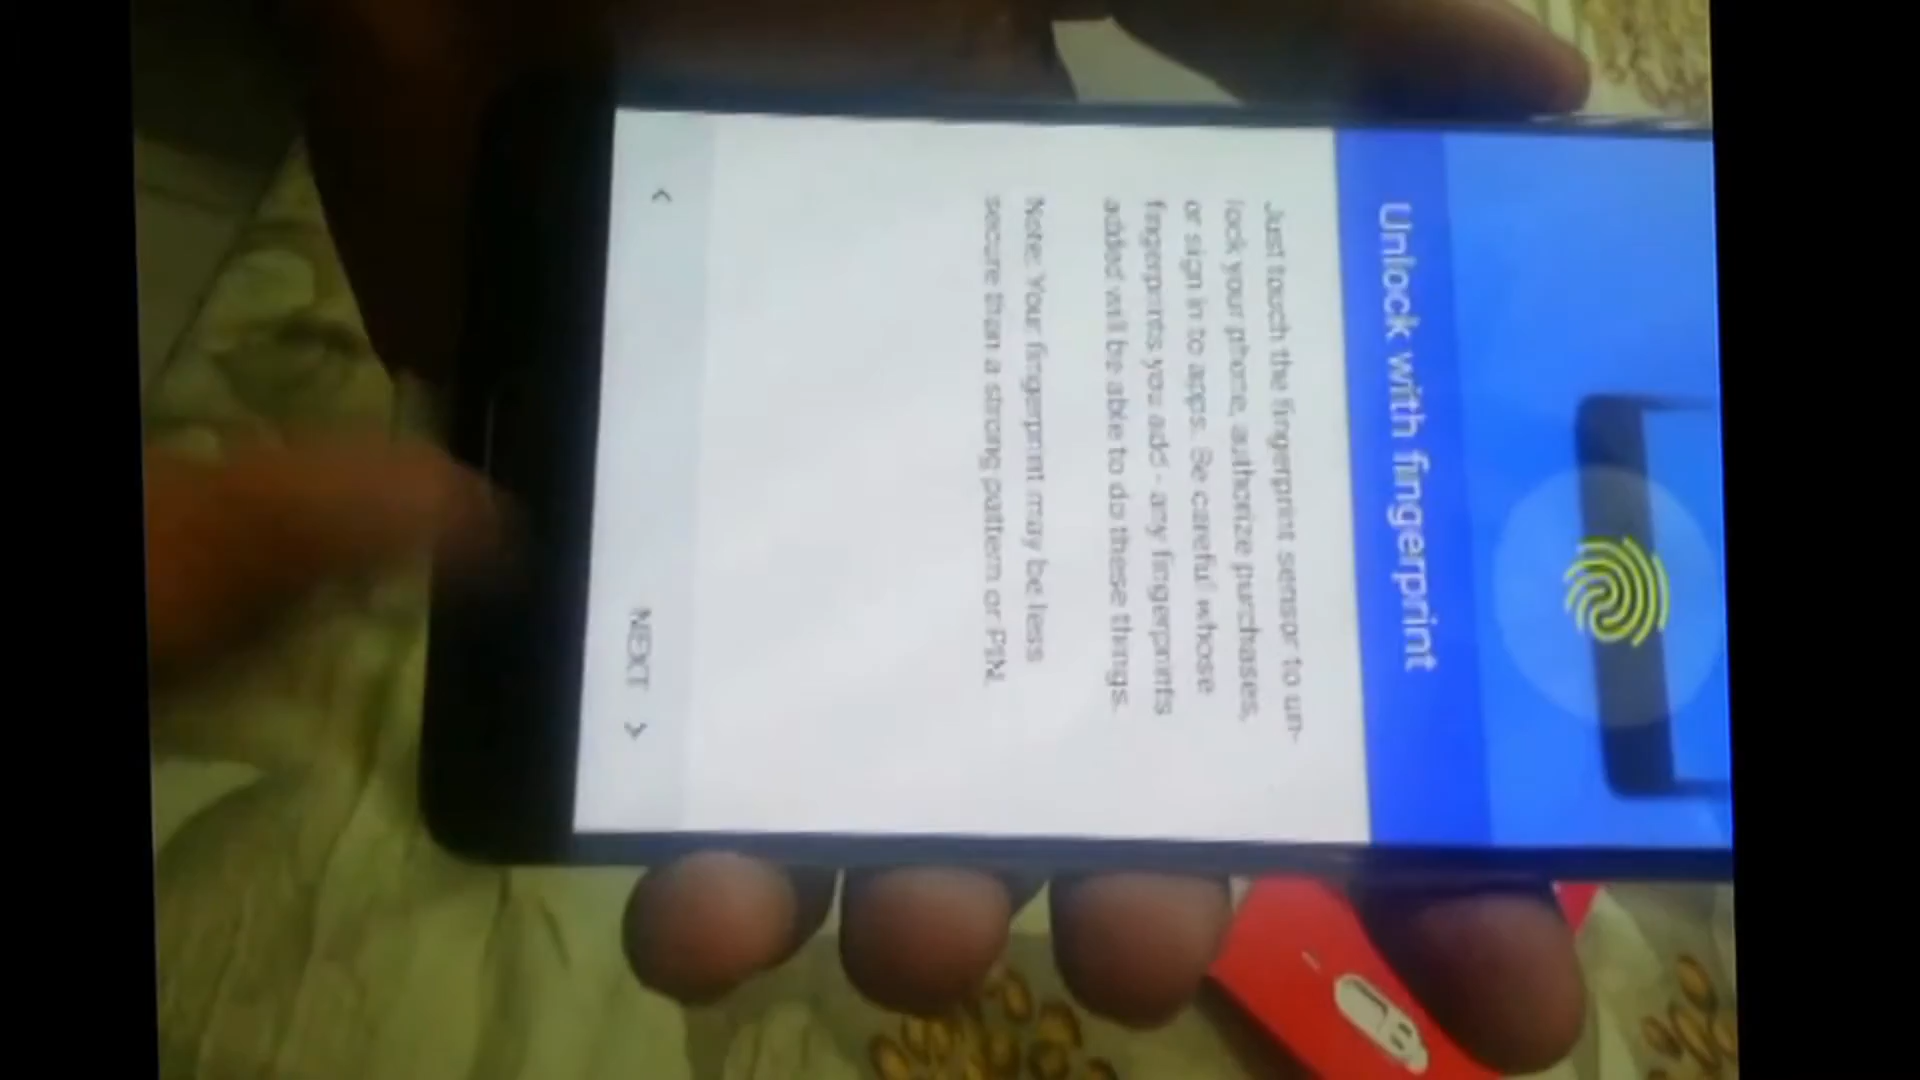 Unlock with fingerprint
Just touch the fingerprint sensor to un-
lock your phone, authorize purchases,
or sign in to apps. Be careful whose
fingerprints you add - any fingerprints
added will be able to do these things.
Note: Your fingerprint may be less
secure than a strong pattern or PIN.
NEXT